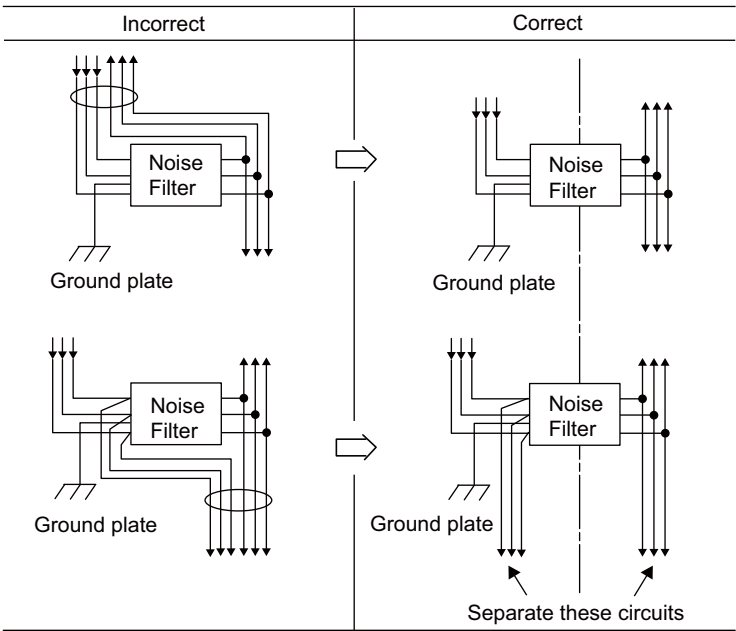 Incorrect
Correct
Noise
Filter
Ground plate
Noise
Filter
Ground plate
Noise
Filter
Ground plate
Noise
Filter
Ground plate
Separate these circuits